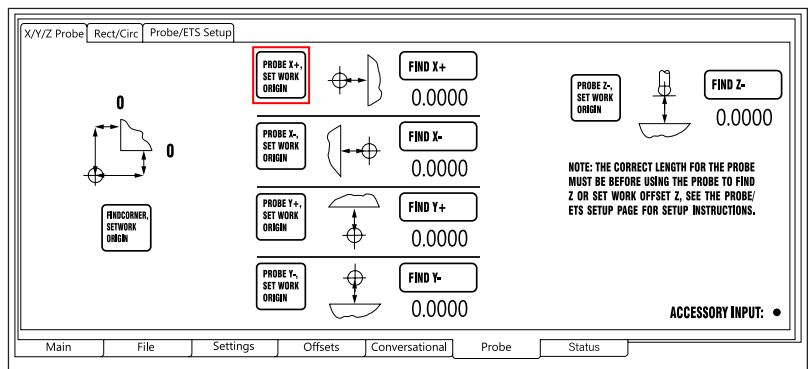 X/Y/Z Probe
Rect/Circ
Probe/ETS Setup
0
0
FINDCORNER,
SETWORK
ORIGIN
PROBE X+,
SET WORK
ORIGIN
FIND X+
0.0000
PROBE X-,
SET WORK
ORIGIN
FIND X-
0.0000
PROBE Y+,
SET WORK
ORIGIN
FIND Y+
0.0000
PROBE Y-,
SET WORK
ORIGIN
FIND Y-
0.0000
PROBE Z-,
SET WORK
ORIGIN
FIND Z-
0.0000
NOTE: THE CORRECT LENGTH FOR THE PROBE
MUST BE BEFORE USING THE PROBE TO FIND
Z OR SET WORK OFFSET Z, SEE THE PROBE/
ETS SETUP PAGE FOR SETUP INSTRUCTIONS.
ACCESSORY INPUT:
Main
File
Settings
Offsets
Conversational
Probe
Status